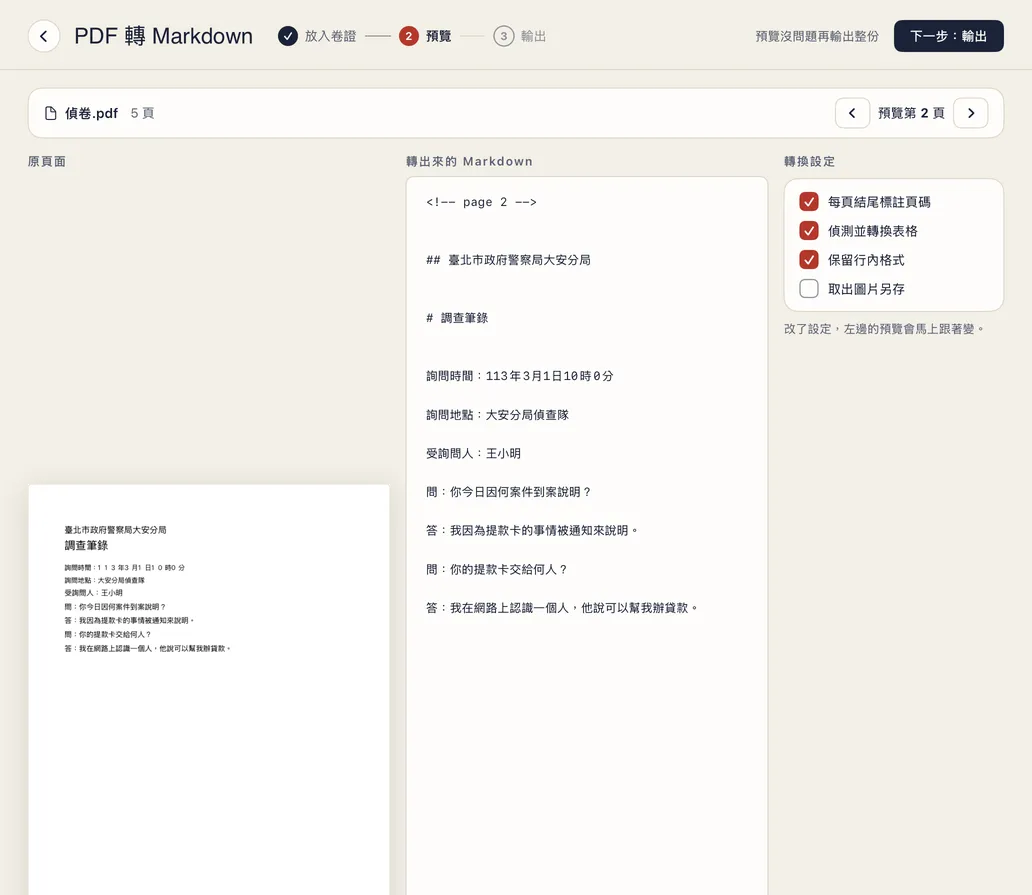 PDF 轉 Markdown
放入卷證
2 預覽
3 輸出
預覽沒問題再輸出整份
下一步：輸出
偵卷.pdf 5 頁
預覽第 2 頁
原頁面
臺北市政府警察局大安分局
調查筆錄
詢問時間：1 1 3 年3 月1 日1 0 時0 分
詢問地點：大安分局偵查隊
受詢問人：王小明
問：你今日因何案件到案說明？
答：我因為提款卡的事情被通知來說明。
問：你的提款卡交給何人？
答：我在網路上認識一個人，他說可以幫我辦貸款。
轉出來的 Markdown
<!-- page 2 -->
## 臺北市政府警察局大安分局
# 調查筆錄
詢問時間：113年3月1日10時0分
詢問地點：大安分局偵查隊
受詢問人：王小明
問：你今日因何案件到案說明？
答：我因為提款卡的事情被通知來說明。
問：你的提款卡交給何人？
答：我在網路上認識一個人，他說可以幫我辦貸款。
轉換設定
每頁結尾標註頁碼
偵測並轉換表格
保留行內格式
取出圖片另存
改了設定，左邊的預覽會馬上跟著變。